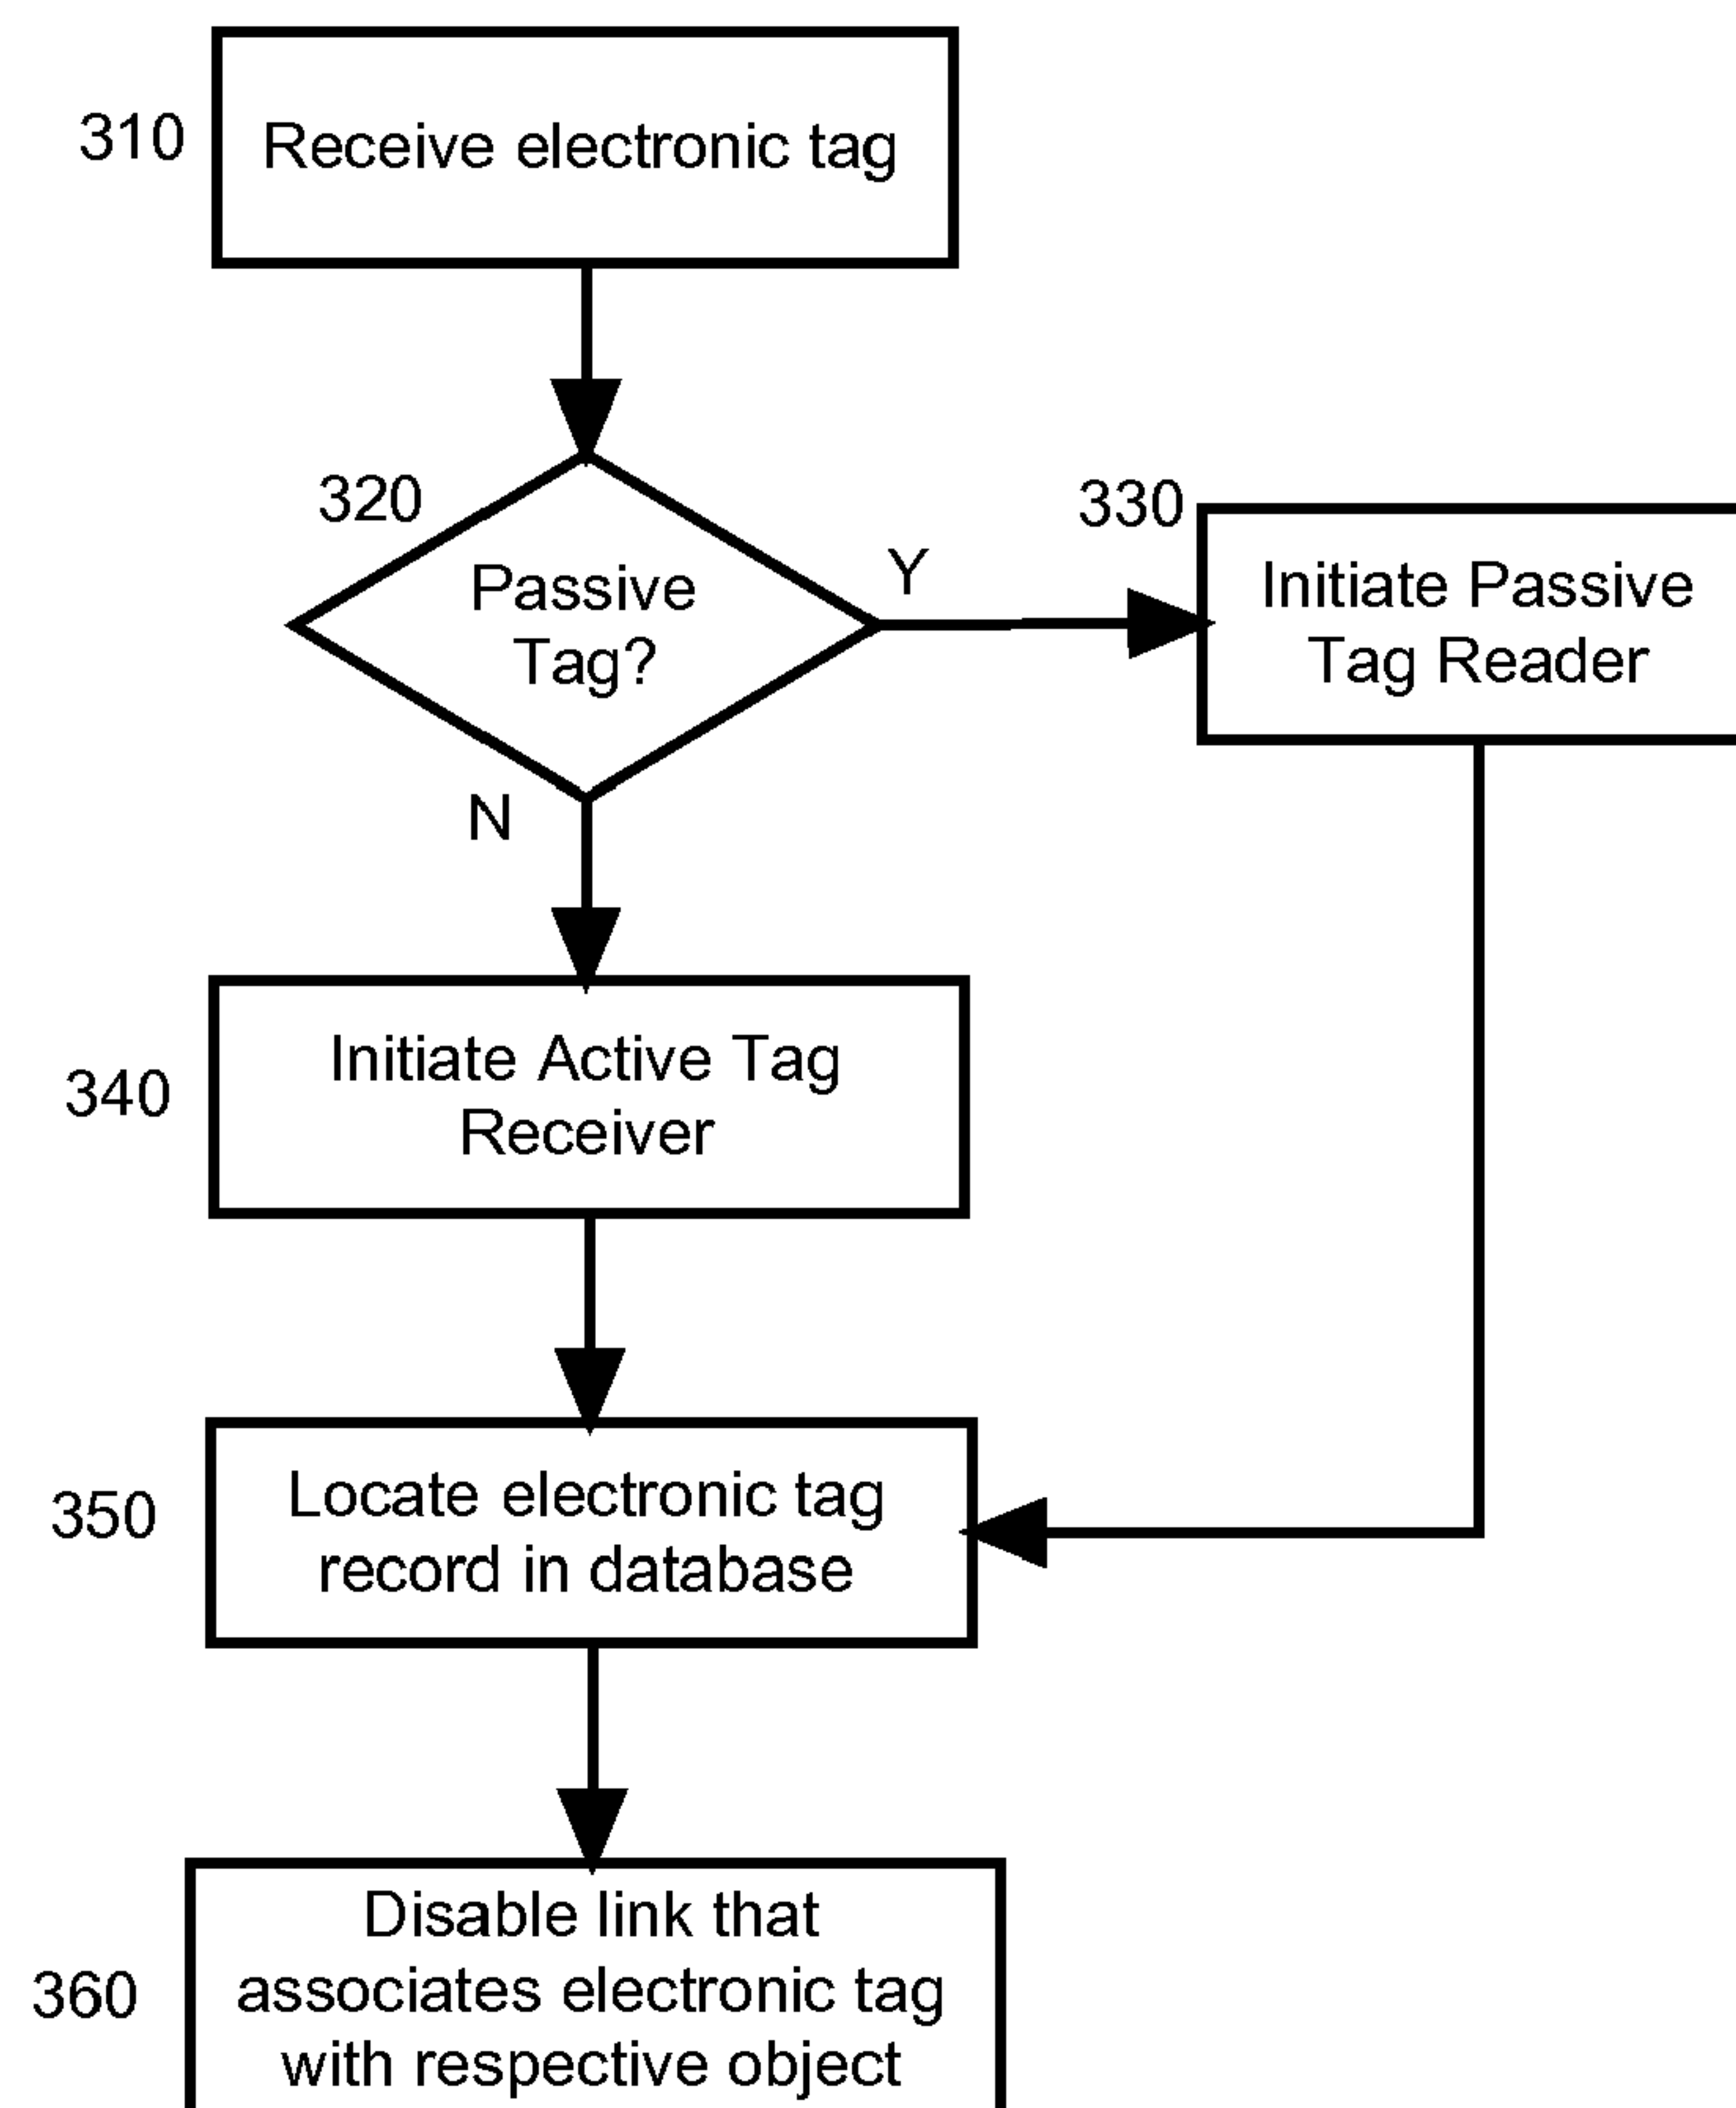 310
Receive electronic tag
320
Passive
Tag?
Y
330
Initiate Passive
Tag Reader
N
340
Initiate Active Tag
Receiver
350
Locate electronic tag
record in database
360
Disable link that
associates electronic tag
with respective object